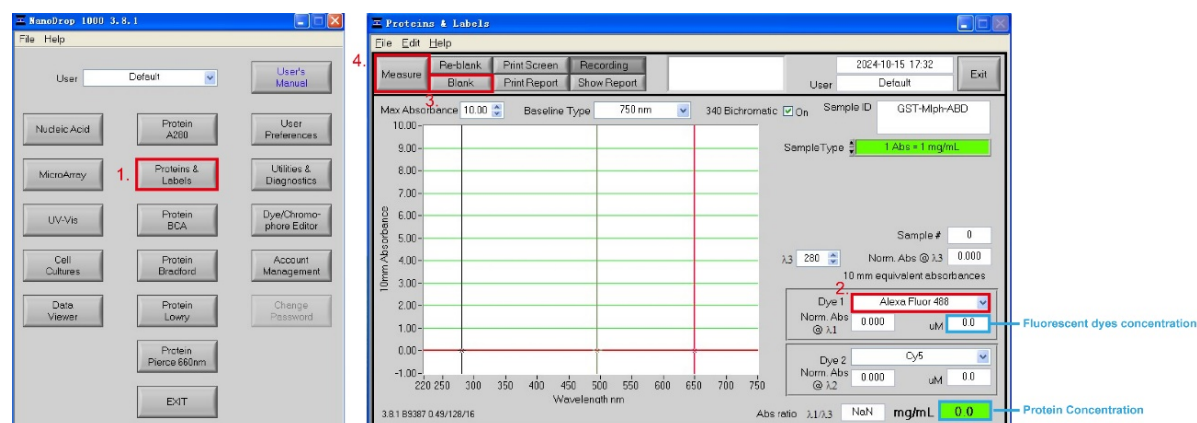 NanoDrop 1000 3.8.1
File Help
User Default User's Manual
Nucleic Acid
Protein A280
User Preferences
MicroArray
1.
Proteins & Labels
Utilities & Diagnostics
UV-Vis
Protein BCA
Dye/Chromo-phore Editor
Cell Cultures
Protein Bradford
Account Management
Data Viewer
Protein Lowry
Change Password
Protein Pierce 660nm
EXIT
Proteins & Labels
File Edit Help
4.
Measure
Re-blank Print Screen Recording
Blank Print Report Show Report
3.
2024-10-15 17:32
User Default
Exit
Max Absorbance 10.00 Baseline Type 750 nm 340 Bichromatic On Sample ID GST-Mlph-ABD
Sample Type 1 Abs = 1 mg/mL
10mm Absorbance
10.00
9.00
8.00
7.00
6.00
5.00
4.00
3.00
2.00
1.00
0.00
-1.00
220 250 300 350 400 450 500 550 600 650 700 750
Wavelength nm
3.8.1 B9387 0.49/128/16
Sample # 0
λ3 280 Norm. Abs @ λ3 0.000
10 mm equivalent absorbances
2.
Dye 1 Alexa Fluor 488
Norm. Abs @ λ1 0.000 uM 0.0
Fluorescent dyes concentration
Dye 2 Cy5
Norm. Abs @ λ2 0.000 uM 0.0
Abs ratio λ1/λ3 NaN mg/mL 0.0
Protein Concentration